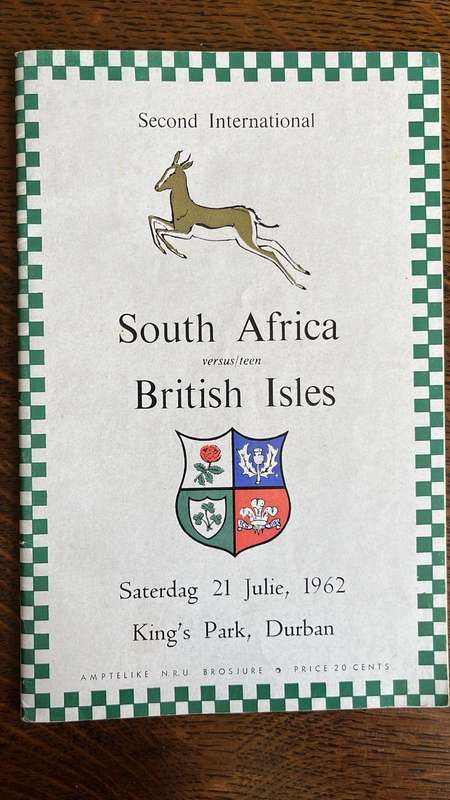 Second International
South Africa
versus/teen
British Isles
Saterdag 21 Julie, 1962
King's Park, Durban
AMPTELIKE N.R.U. BROSJURE • PRICE 20 CENTS